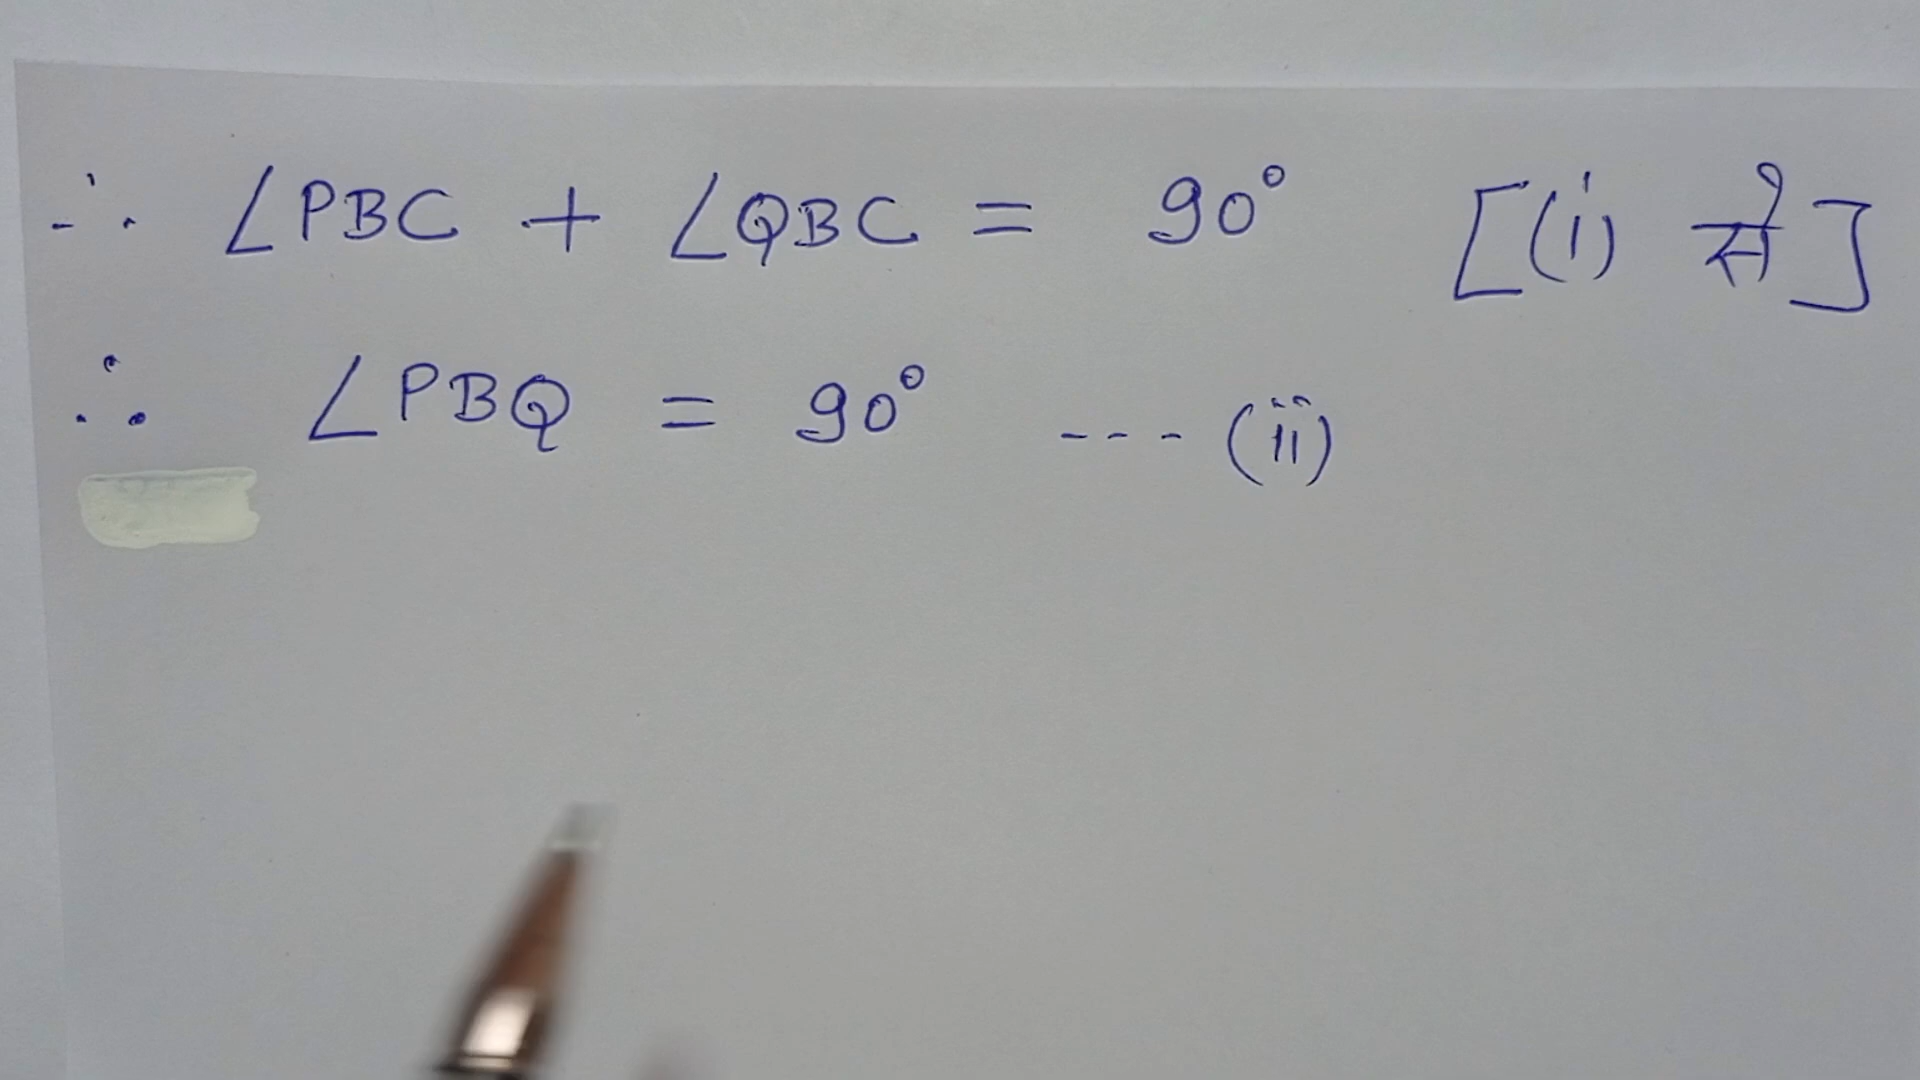 ∴ ∠PBC + ∠QBC = 90° [(i) से]
∴ ∠PBQ = 90° ---(ii)